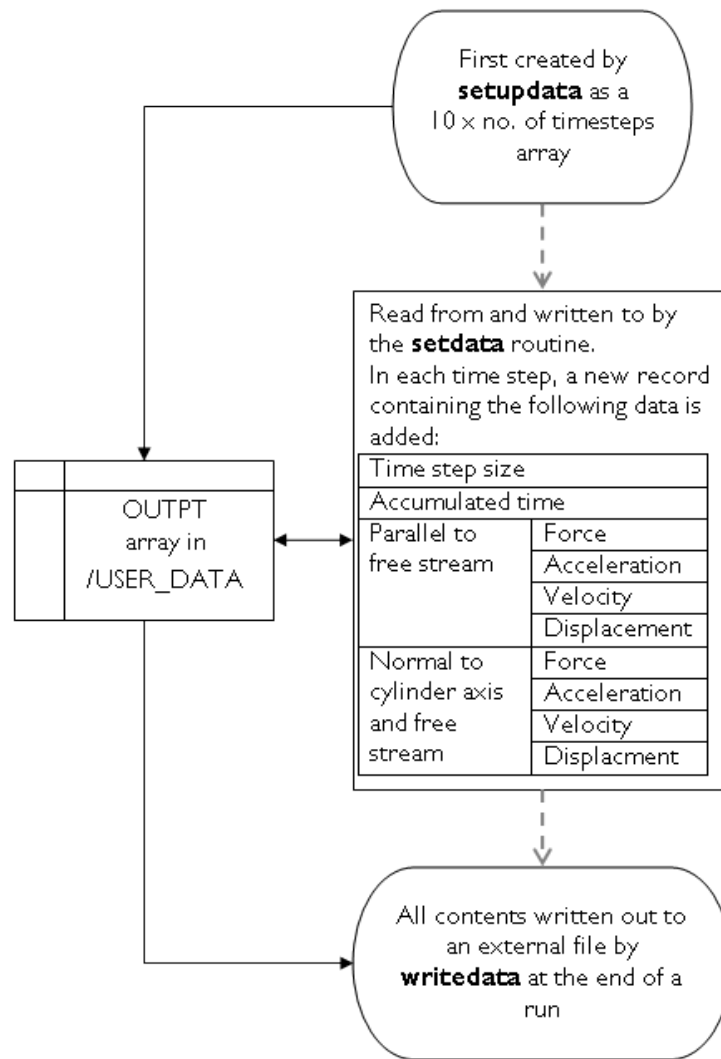 First created by
setupdata as a
10 x no. of timesteps
array
Read from and written to by
the setdata routine.
In each time step, a new record
containing the following data is
added:
Time step size
Accumulated time
Parallel to
free stream
Force
Acceleration
Velocity
Displacement
OUTPT
array in
/USER_DATA
Normal to
cylinder axis
and free
stream
Force
Acceleration
Velocity
Displacment
All contents written out to
an external file by
writedata at the end of a
run